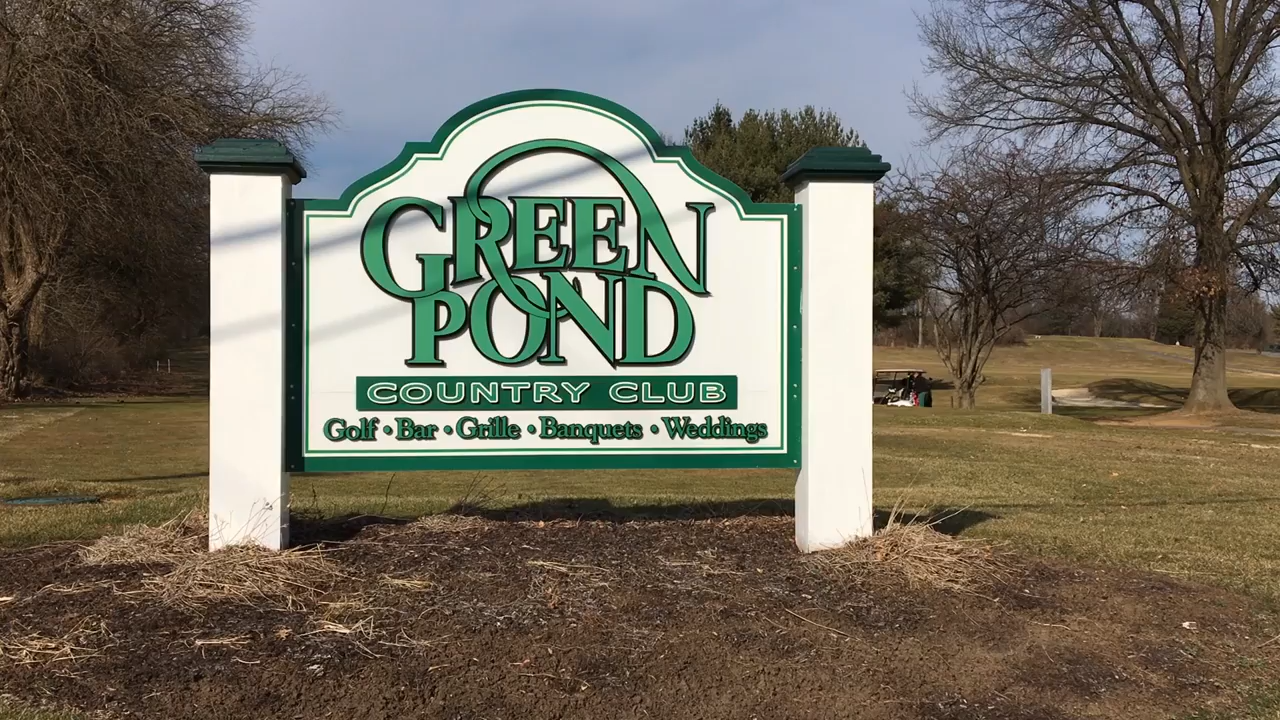 GREEN
POND
COUNTRY CLUB
Golf • Bar • Grille • Banquets • Weddings